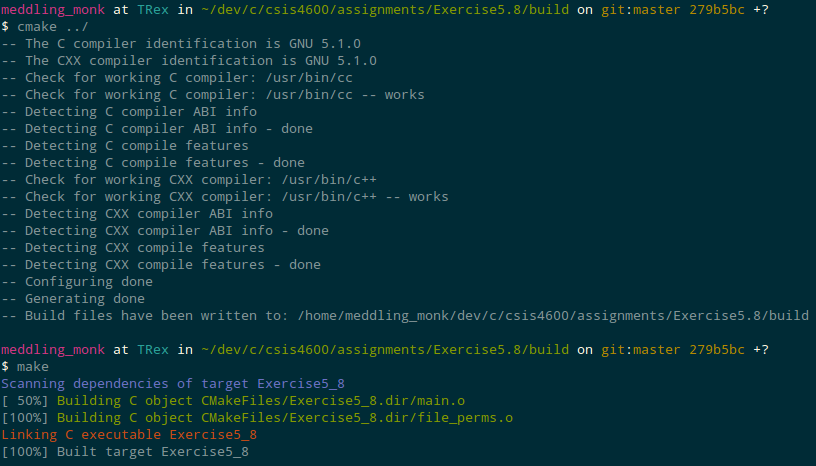 meddling_monk at TRex in ~/dev/c/csis4600/assignments/Exercise5.8/build on git:master 279b5bc +?
$ cmake ../
-- The C compiler identification is GNU 5.1.0
-- The CXX compiler identification is GNU 5.1.0
-- Check for working C compiler: /usr/bin/cc
-- Check for working C compiler: /usr/bin/cc -- works
-- Detecting C compiler ABI info
-- Detecting C compiler ABI info - done
-- Detecting C compile features
-- Detecting C compile features - done
-- Check for working CXX compiler: /usr/bin/c++
-- Check for working CXX compiler: /usr/bin/c++ -- works
-- Detecting CXX compiler ABI info
-- Detecting CXX compiler ABI info - done
-- Detecting CXX compile features
-- Detecting CXX compile features - done
-- Configuring done
-- Generating done
-- Build files have been written to: /home/meddling_monk/dev/c/csis4600/assignments/Exercise5.8/build
meddling_monk at TRex in ~/dev/c/csis4600/assignments/Exercise5.8/build on git:master 279b5bc +?
$ make
Scanning dependencies of target Exercise5_8
[ 50%] Building C object CMakeFiles/Exercise5_8.dir/main.o
[100%] Building C object CMakeFiles/Exercise5_8.dir/file_perms.o
Linking C executable Exercise5_8
[100%] Built target Exercise5_8